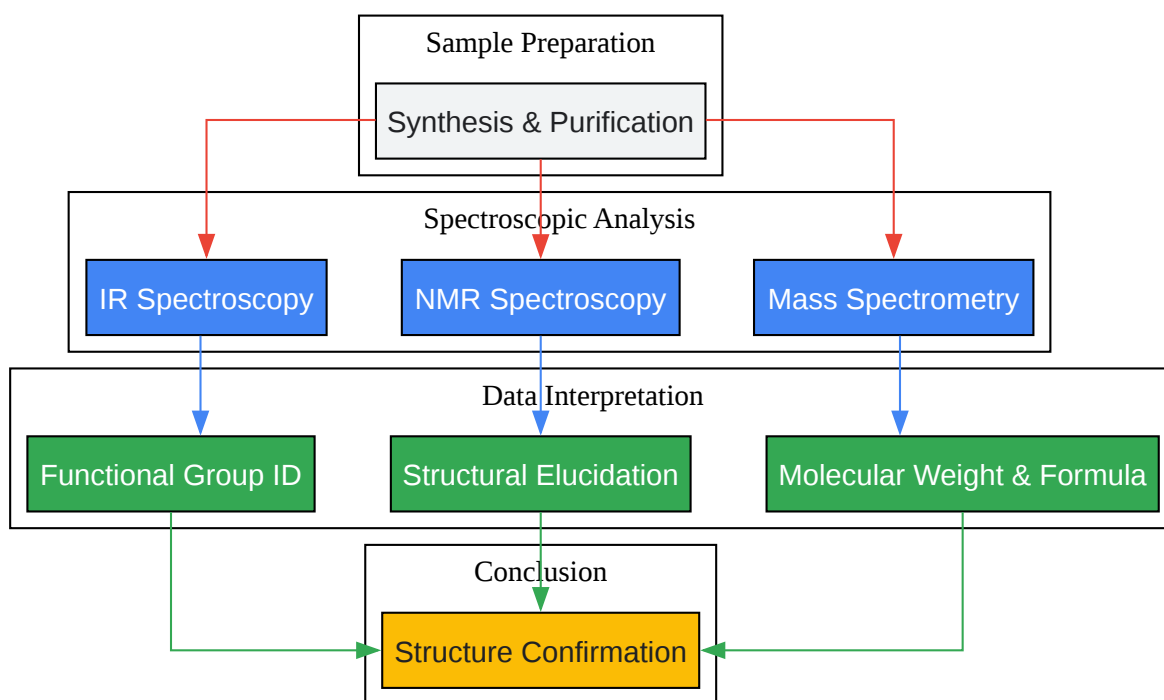 Sample Preparation
Synthesis & Purification
Spectroscopic Analysis
IR Spectroscopy
NMR Spectroscopy
Mass Spectrometry
Data Interpretation
Functional Group ID
Structural Elucidation
Molecular Weight & Formula
Conclusion
Structure Confirmation